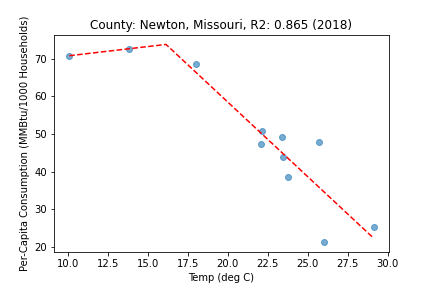 County: Newton, Missouri, R2: 0.865 (2018)
Per-Capita Consumption (MMBtu/1000 Households)
70
60
50
40
30
20
10.0 12.5 15.0 17.5 20.0 22.5 25.0 27.5 30.0
Temp (deg C)